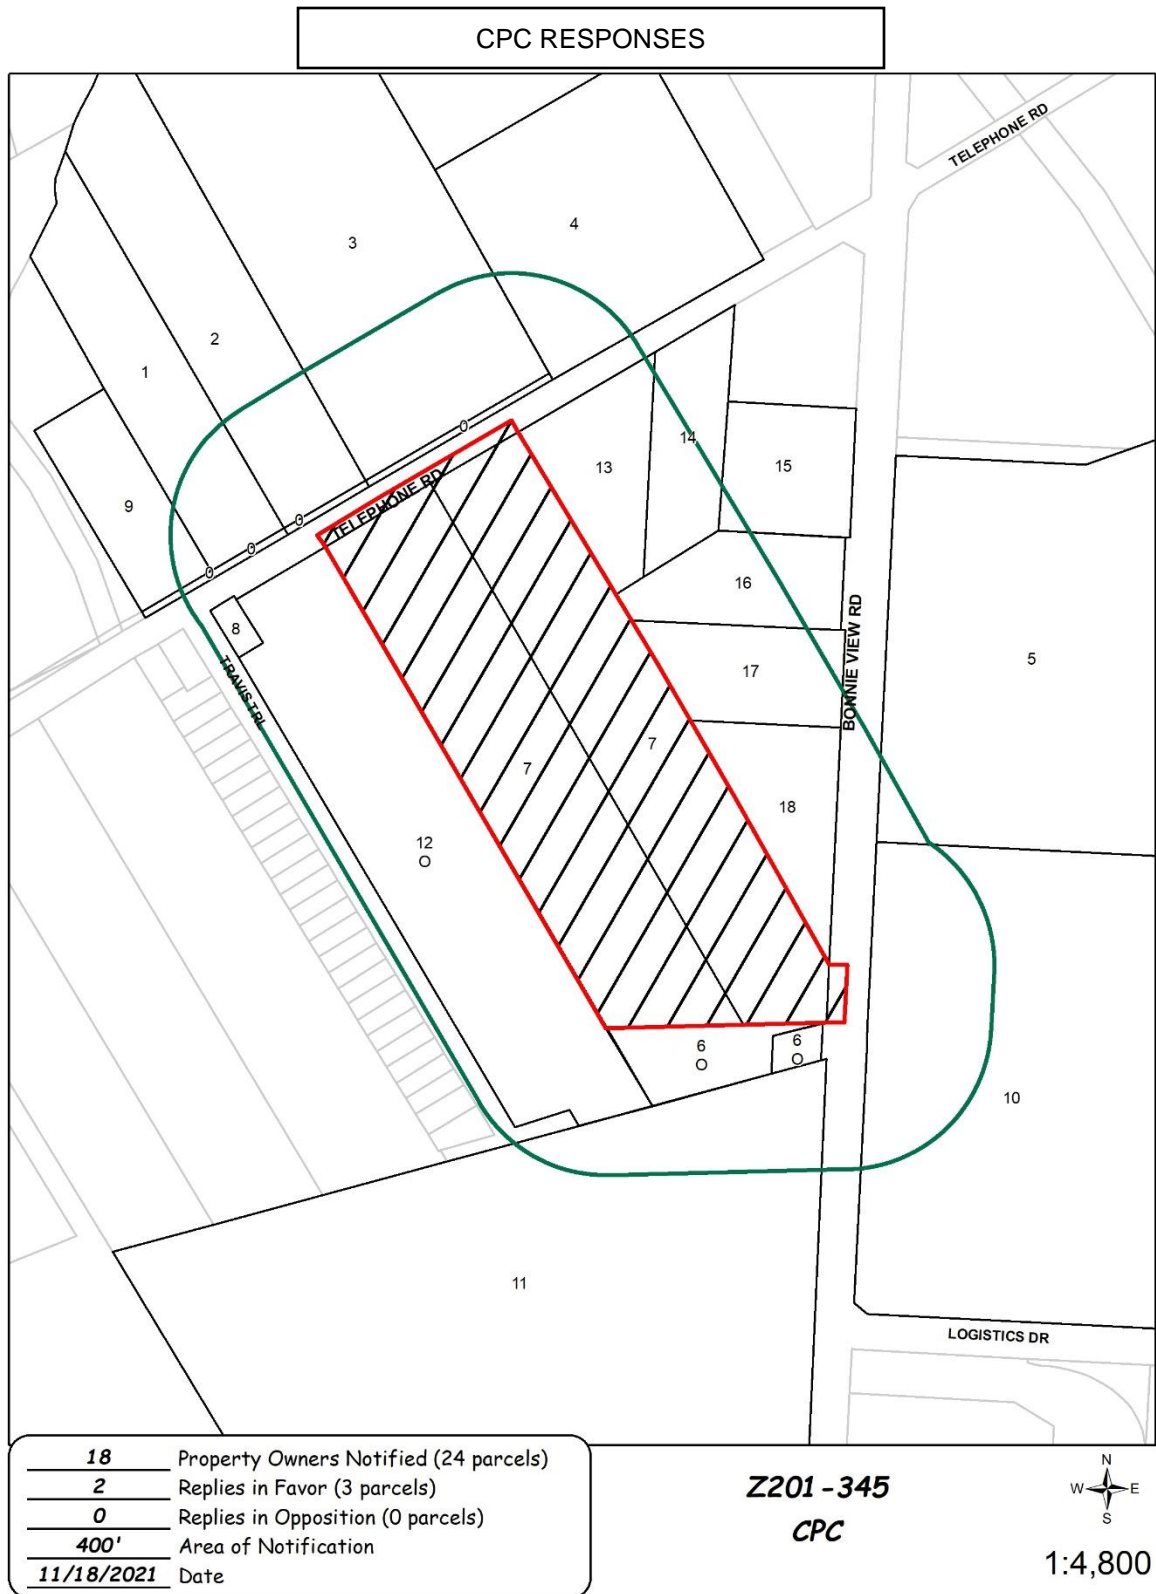 CPC RESPONSES
TELEPHONE RD
4
3
2
1
0
14
13
15
9
TELEPHONE RD
0
0
0
16
8
BONNIE VIEW RD
5
TRAVIS TRL
17
7
7
18
12
O
6
O
6
O
10
11
LOGISTICS DR
18 Property Owners Notified (24 parcels)
2 Replies in Favor (3 parcels)
0 Replies in Opposition (0 parcels)
400' Area of Notification
11/18/2021 Date
Z201-345
CPC
N
W E
S
1:4,800